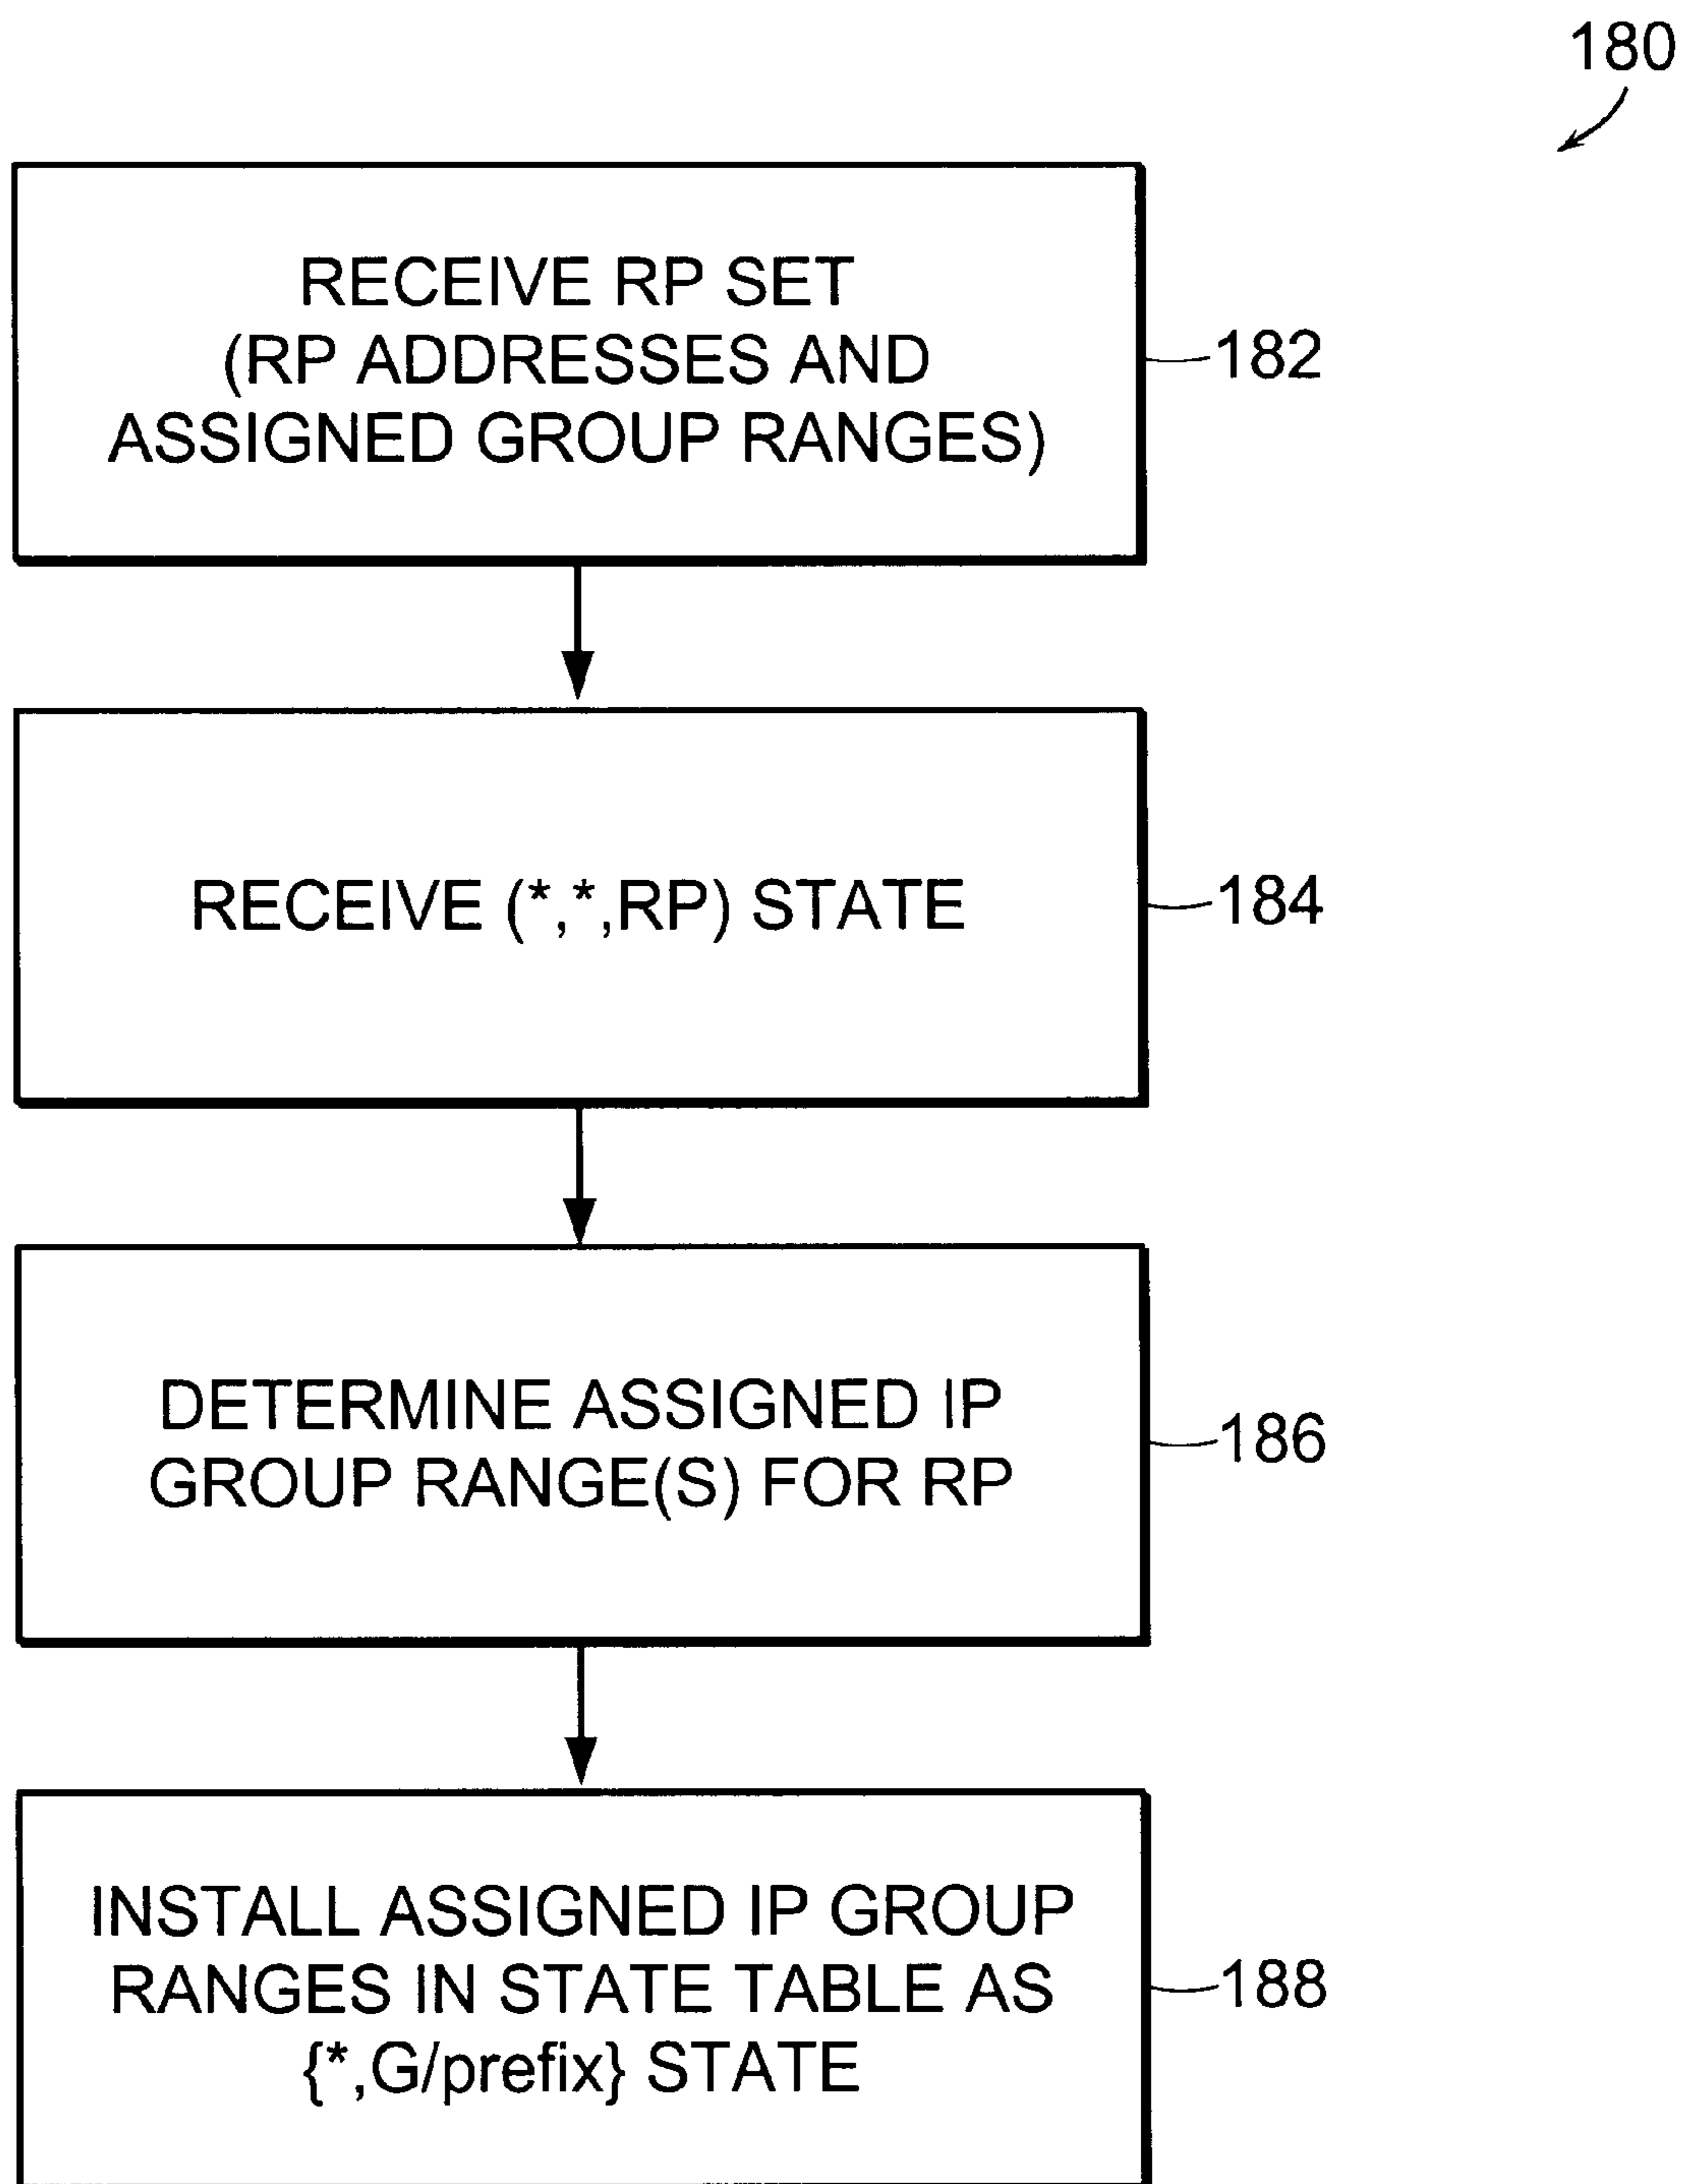 180
RECEIVE RP SET
(RP ADDRESSES AND
ASSIGNED GROUP RANGES)
182
RECEIVE (*,*,RP) STATE
184
DETERMINE ASSIGNED IP
GROUP RANGE(S) FOR RP
186
INSTALL ASSIGNED IP GROUP
RANGES IN STATE TABLE AS
{*,G/prefix} STATE
188